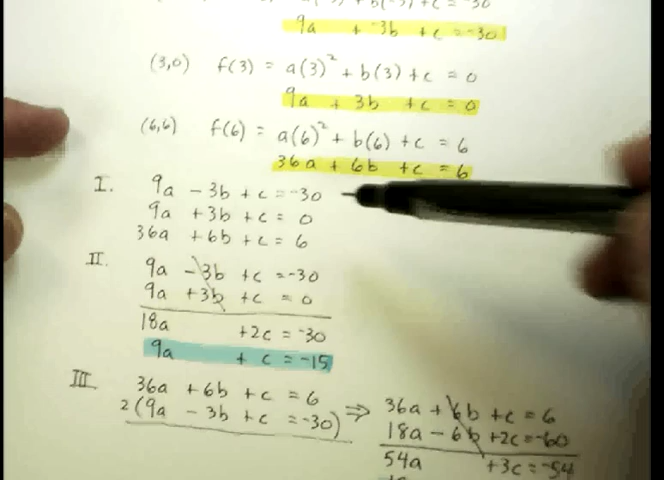 9a + -3b + c = -30
(3,0) f(3) = a(3)² + b(3) + c = 0
9a + 3b + c = 0
(6,6) f(6) = a(6)² + b(6) + c = 6
36a + 6b + c = 6
I. 9a - 3b + c = -30
9a + 3b + c = 0
36a + 6b + c = 6
II. 9a - 3b + c = -30
9a + 3b + c = 0
18a + 2c = -30
9a + c = -15
III. 36a + 6b + c = 6
2(9a - 3b + c = -30)
⇒ 36a + 6b + c = 6
18a - 6b + 2c = -60
54a + 3c = -54